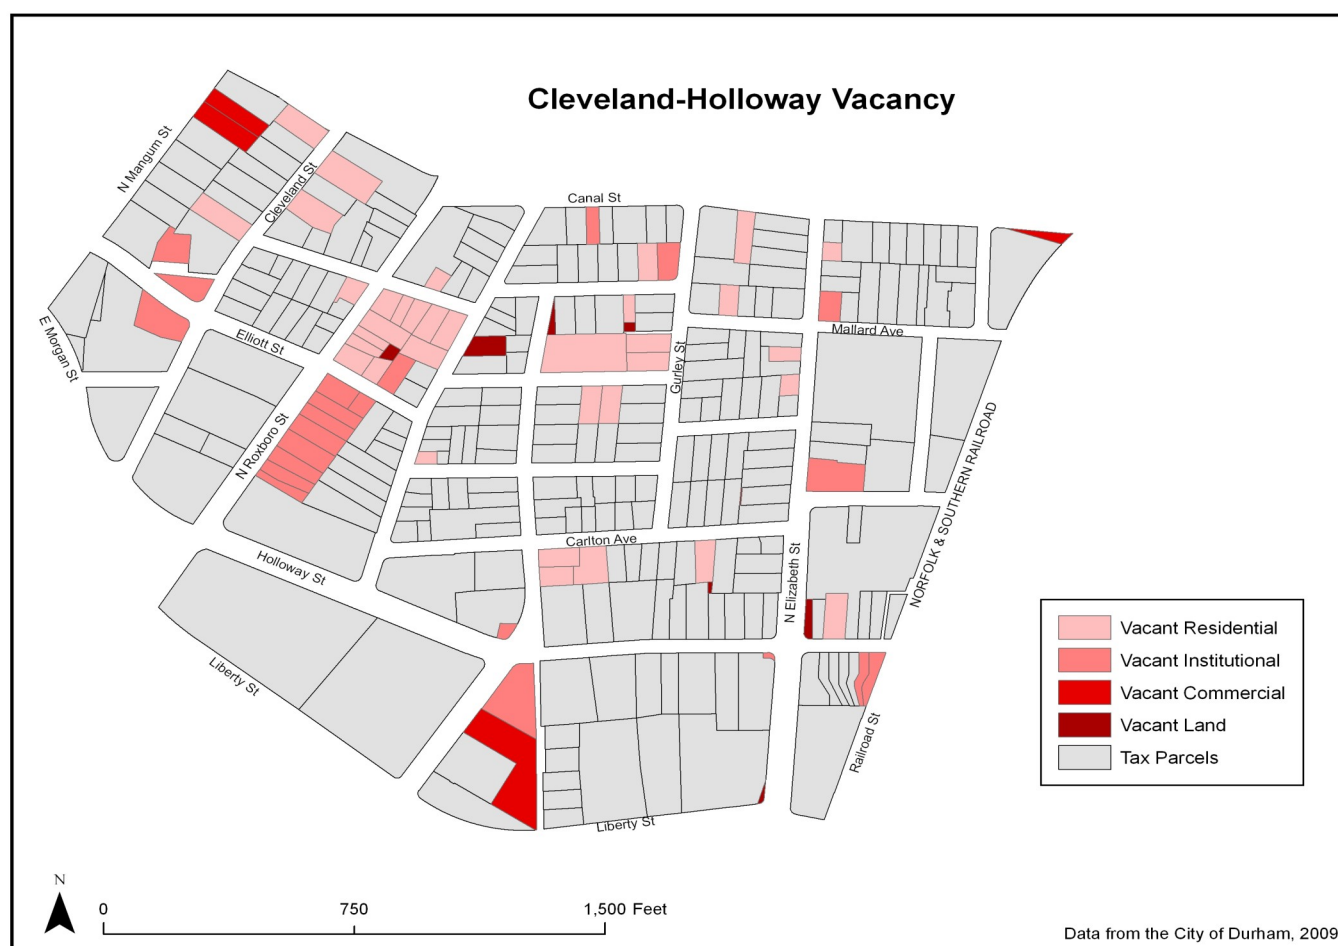 Cleveland-Holloway Vacancy
N Mangum St
Cleveland St
Canal St
E Morgan St
Elliott St
Mallard Ave
Gurley St
N Roxboro St
NORFOLK & SOUTHERN RAILROAD
Carlton Ave
Holloway St
N Elizabeth St
Liberty St
Railroad St
Liberty St
Vacant Residential
Vacant Institutional
Vacant Commercial
Vacant Land
Tax Parcels
N
0 750 1,500 Feet
Data from the City of Durham, 2009